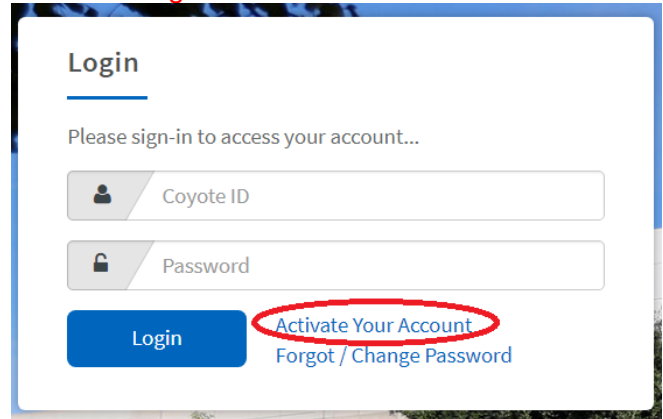 Login
Please sign-in to access your account...
Coyote ID
Password
Login
Activate Your Account
Forgot / Change Password